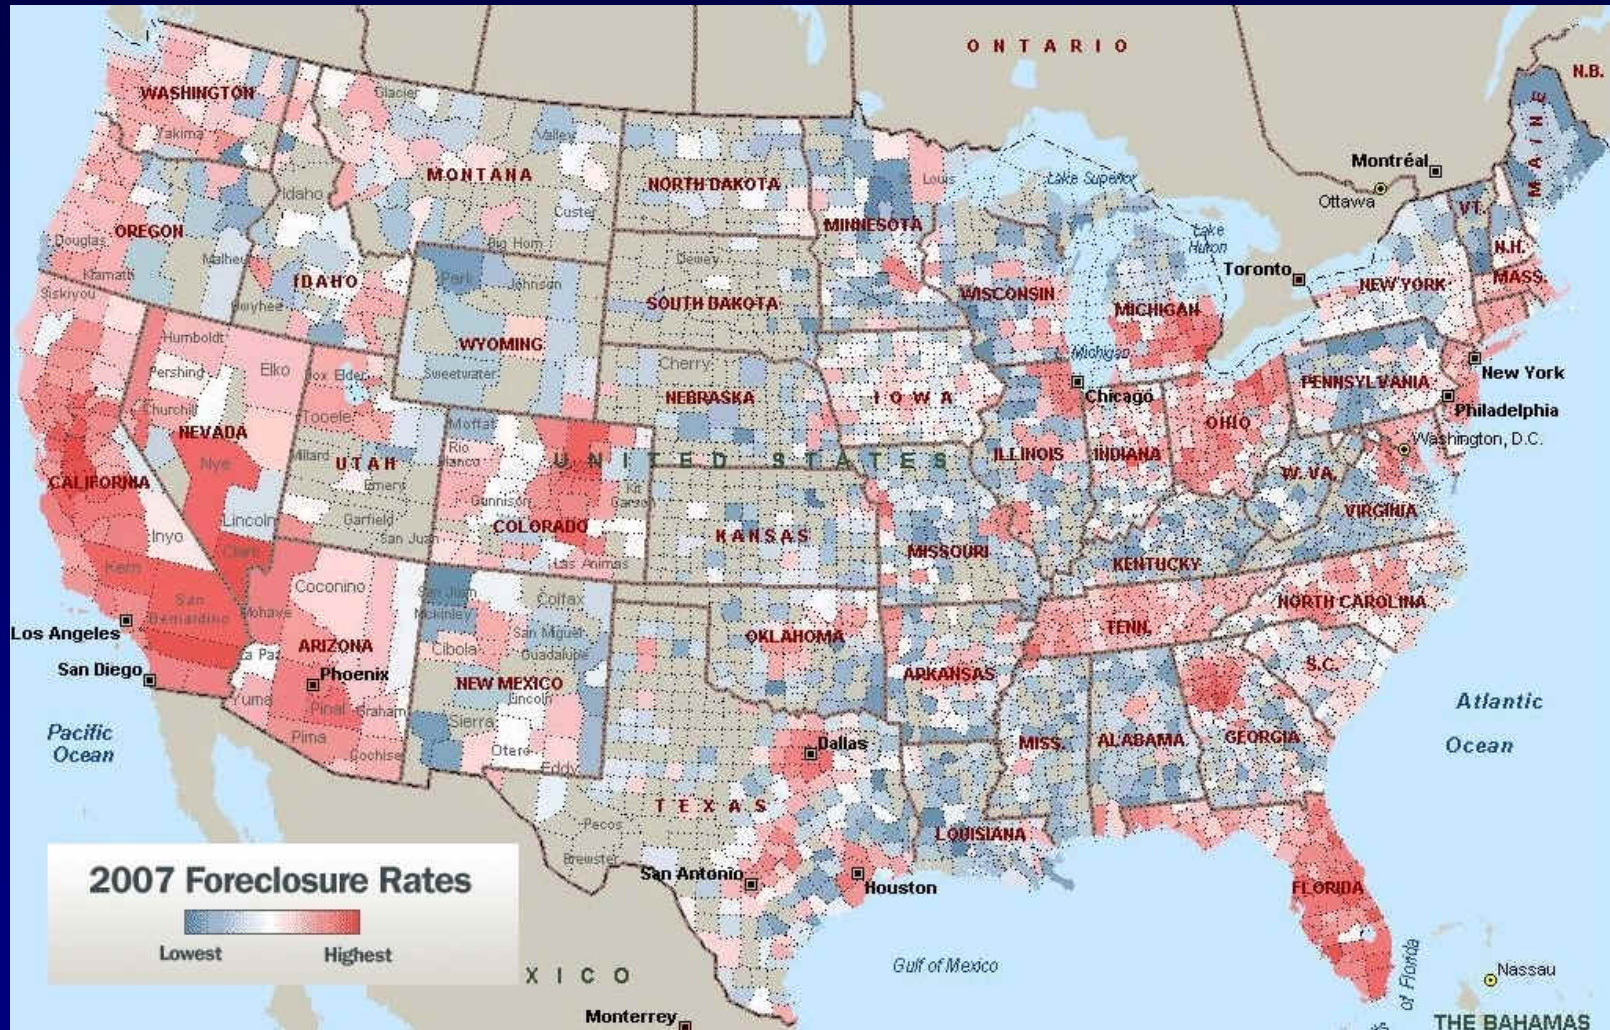 ONTARIO
N.B.
MAINE
WASHINGTON
Glacier
Yakima
Valley
MONTANA
NORTH DAKOTA
St Louis
Lake Superior
Montréal
Ottawa
Idaho
Custer
MINNESOTA
VT.
Douglas
OREGON
Big Horn
Lake
Huron
N.H.
Malheur
Dewey
Toronto
Klamath
IDAHO
Park
Johnson
WISCONSIN
NEW YORK
MASS.
Siskiyou
Owyhee
SOUTH DAKOTA
MICHIGAN
Humboldt
WYOMING
Lake
Michigan
New York
Pershing
Elko
Box Elder
Sweetwater
Cherry
PENNSYLVANIA
Churchill
Tooele
NEBRASKA
IOWA
Chicago
Philadelphia
NEVADA
Moffat
OHIO
Washington, D.C.
Nye
Millard
UTAH
Rio
Blanco
UNITED STATES
ILLINOIS
INDIANA
W. VA.
CALIFORNIA
Emery
Gunnison
Kit
Carson
VIRGINIA
Lincoln
Garfield
COLORADO
Inyo
San Juan
KANSAS
MISSOURI
KENTUCKY
Clark
Las Animas
Kern
Coconino
San Juan
Colfax
San
Bernardino
Mohave
Mckinley
NORTH CAROLINA
Los Angeles
ARIZONA
San Miguel
OKLAHOMA
TENN.
La Paz
Cibola
Guadalupe
San Diego
Phoenix
NEW MEXICO
ARKANSAS
S.C.
Yuma
Pinal
Graham
Lincoln
Atlantic
Ocean
Pacific
Ocean
Pima
Sierra
Dallas
MISS.
ALABAMA
GEORGIA
Cochise
Otero
Eddy
TEXAS
Pecos
LOUISIANA
Brewster
San Antonio
Houston
FLORIDA
2007 Foreclosure Rates
Lowest Highest
Gulf of Mexico
of Florida
Nassau
XICO
Monterrey
THE BAHAMAS